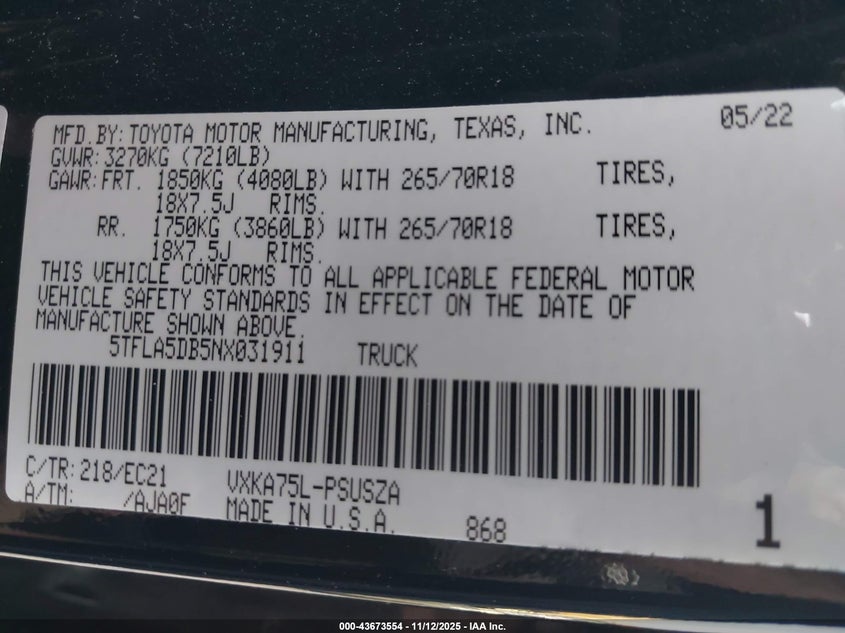 MFD.BY: TOYOTA MOTOR MANUFACTURING, TEXAS, INC. 05/22
GVWR: 3270KG (7210LB)
GAWR: FRT. 1850KG (4080LB) WITH 265/70R18 TIRES,
18X7.5J RIMS.
RR. 1750KG (3860LB) WITH 265/70R18 TIRES,
18X7.5J RIMS.
THIS VEHICLE CONFORMS TO ALL APPLICABLE FEDERAL MOTOR
VEHICLE SAFETY STANDARDS IN EFFECT ON THE DATE OF
MANUFACTURE SHOWN ABOVE.
5TFLA5DB5NX031911 TRUCK
C/TR: 218/EC21 VXKA75L-PSUSZA
A/TM: /AJA0F MADE IN U.S.A. 868 1
000-43673554 - 11/12/2025 - IAA Inc.